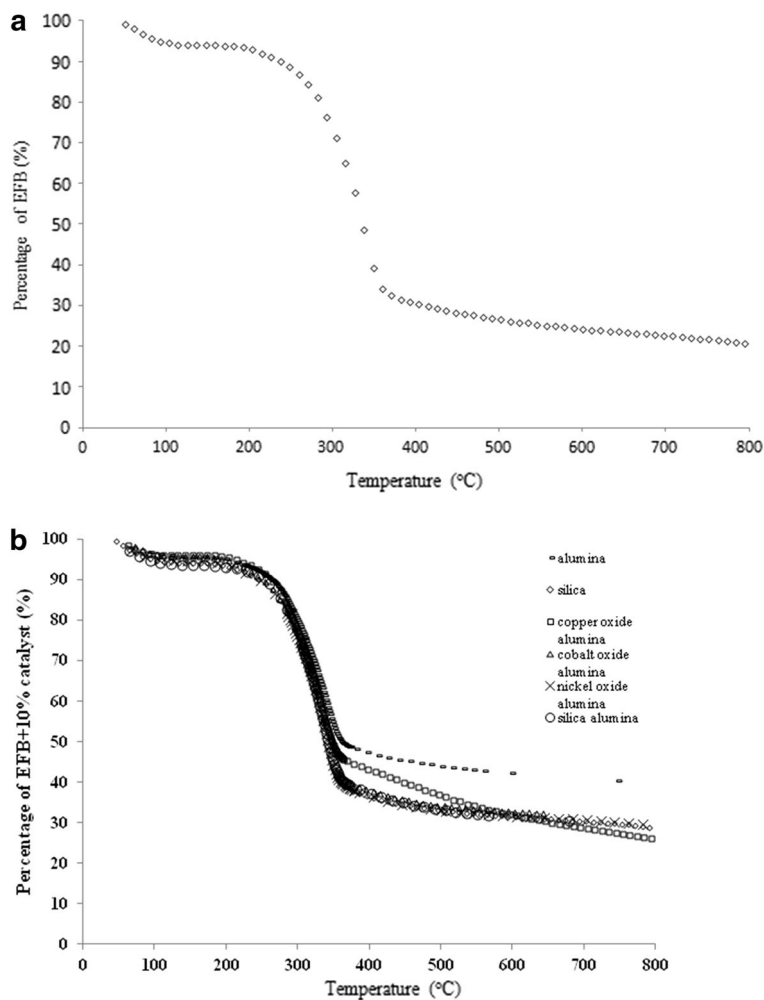 a
100
90
80
70
60
50
40
30
20
10
0
Percentage of EFB (%)
0 100 200 300 400 500 600 700 800
Temperature (°C)
b
100
90
80
70
60
50
40
30
20
10
0
Percentage of EFB+10% catalyst (%)
alumina
silica
copper oxide
alumina
cobalt oxide
alumina
nickel oxide
alumina
silica alumina
0 100 200 300 400 500 600 700 800
Temperature (°C)